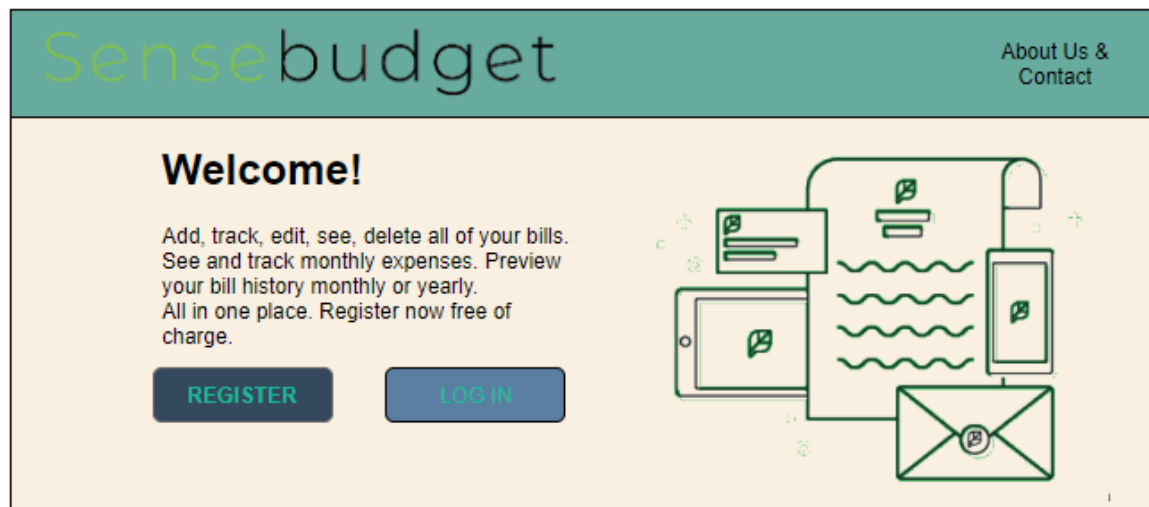 Sensebudget
About Us &
Contact
Welcome!
Add, track, edit, see, delete all of your bills.
See and track monthly expenses. Preview
your bill history monthly or yearly.
All in one place. Register now free of
charge.
REGISTER
LOG IN